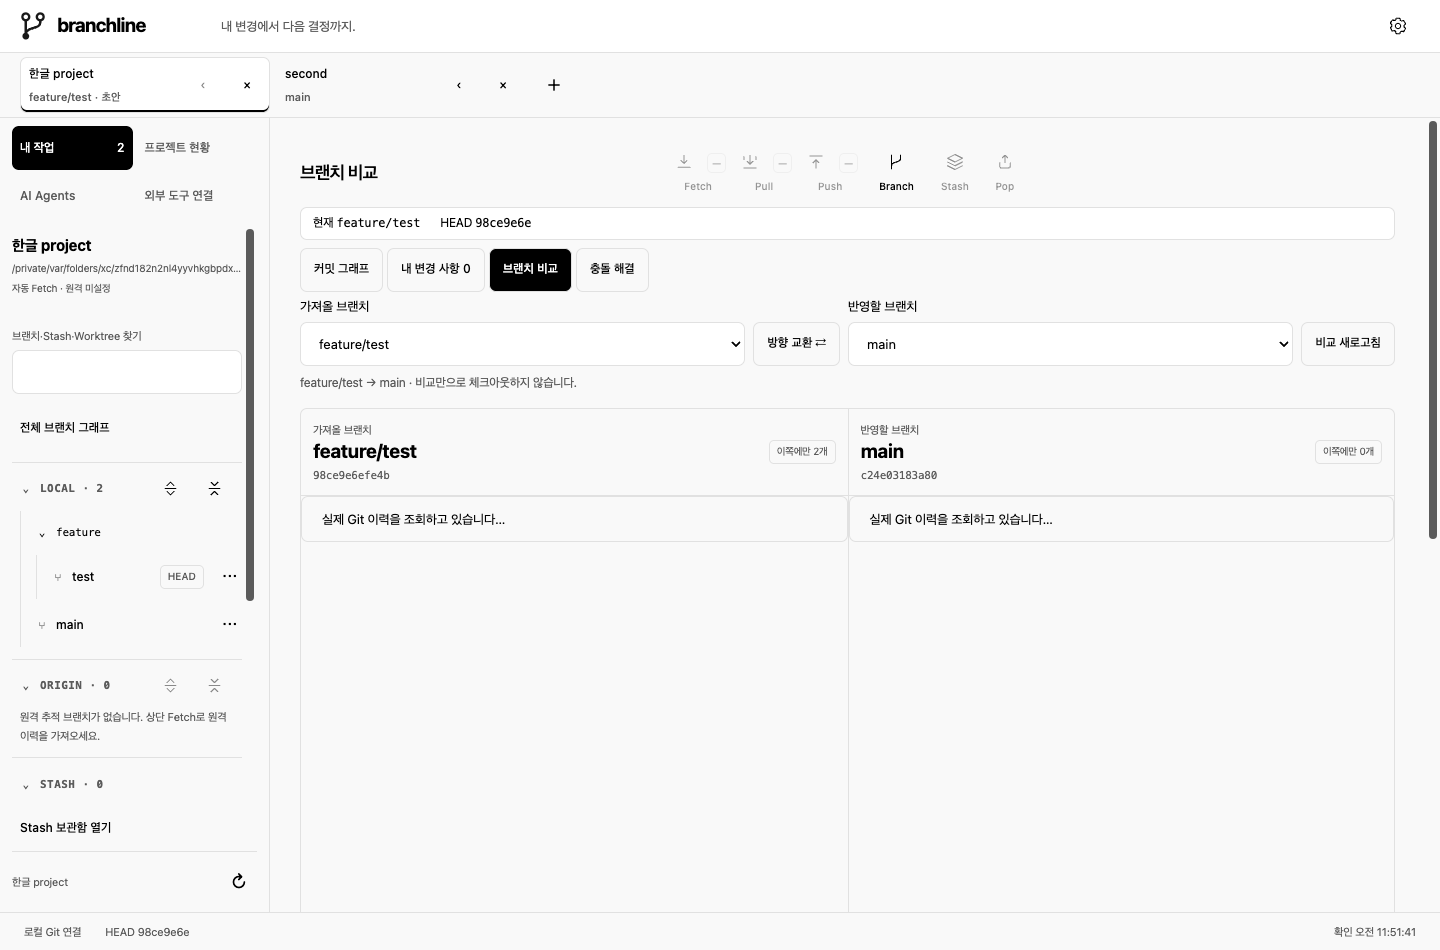 branchline
내 변경에서 다음 결정까지.
한글 project
feature/test · 초안
second
main
내 작업 2
프로젝트 현황
AI Agents
외부 도구 연결
한글 project
/private/var/folders/xc/zfnd182n2nl4yyvhkgbpdx...
자동 Fetch · 원격 미설정
브랜치·Stash·Worktree 찾기
전체 브랜치 그래프
LOCAL · 2
feature
test HEAD
main
ORIGIN · 0
원격 추적 브랜치가 없습니다. 상단 Fetch로 원격
이력을 가져오세요.
STASH · 0
Stash 보관함 열기
한글 project
브랜치 비교
Fetch
Pull
Push
Branch
Stash
Pop
현재 feature/test HEAD 98ce9e6e
커밋 그래프
내 변경 사항 0
브랜치 비교
충돌 해결
가져올 브랜치
feature/test
방향 교환 ⇄
반영할 브랜치
main
비교 새로고침
feature/test → main · 비교만으로 체크아웃하지 않습니다.
가져올 브랜치
feature/test
이쪽에만 2개
98ce9e6efe4b
실제 Git 이력을 조회하고 있습니다...
반영할 브랜치
main
이쪽에만 0개
c24e03183a80
실제 Git 이력을 조회하고 있습니다...
로컬 Git 연결
HEAD 98ce9e6e
확인 오전 11:51:41